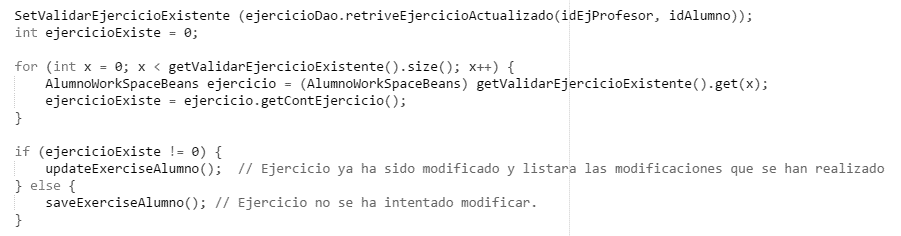 SetValidarEjercicioExistente (ejercicioDao.retriveEjercicioActualizado(idEjProfesor, idAlumno));
int ejercicioExiste = 0;
for (int x = 0; x < getValidarEjercicioExistente().size(); x++) {
AlumnoWorkSpaceBeans ejercicio = (AlumnoWorkSpaceBeans) getValidarEjercicioExistente().get(x);
ejercicioExiste = ejercicio.getContEjercicio();
}
if (ejercicioExiste != 0) {
updateExerciseAlumno();  // Ejercicio ya ha sido modificado y listara las modificaciones que se han realizado
} else {
saveExerciseAlumno(); // Ejercicio no se ha intentado modificar.
}